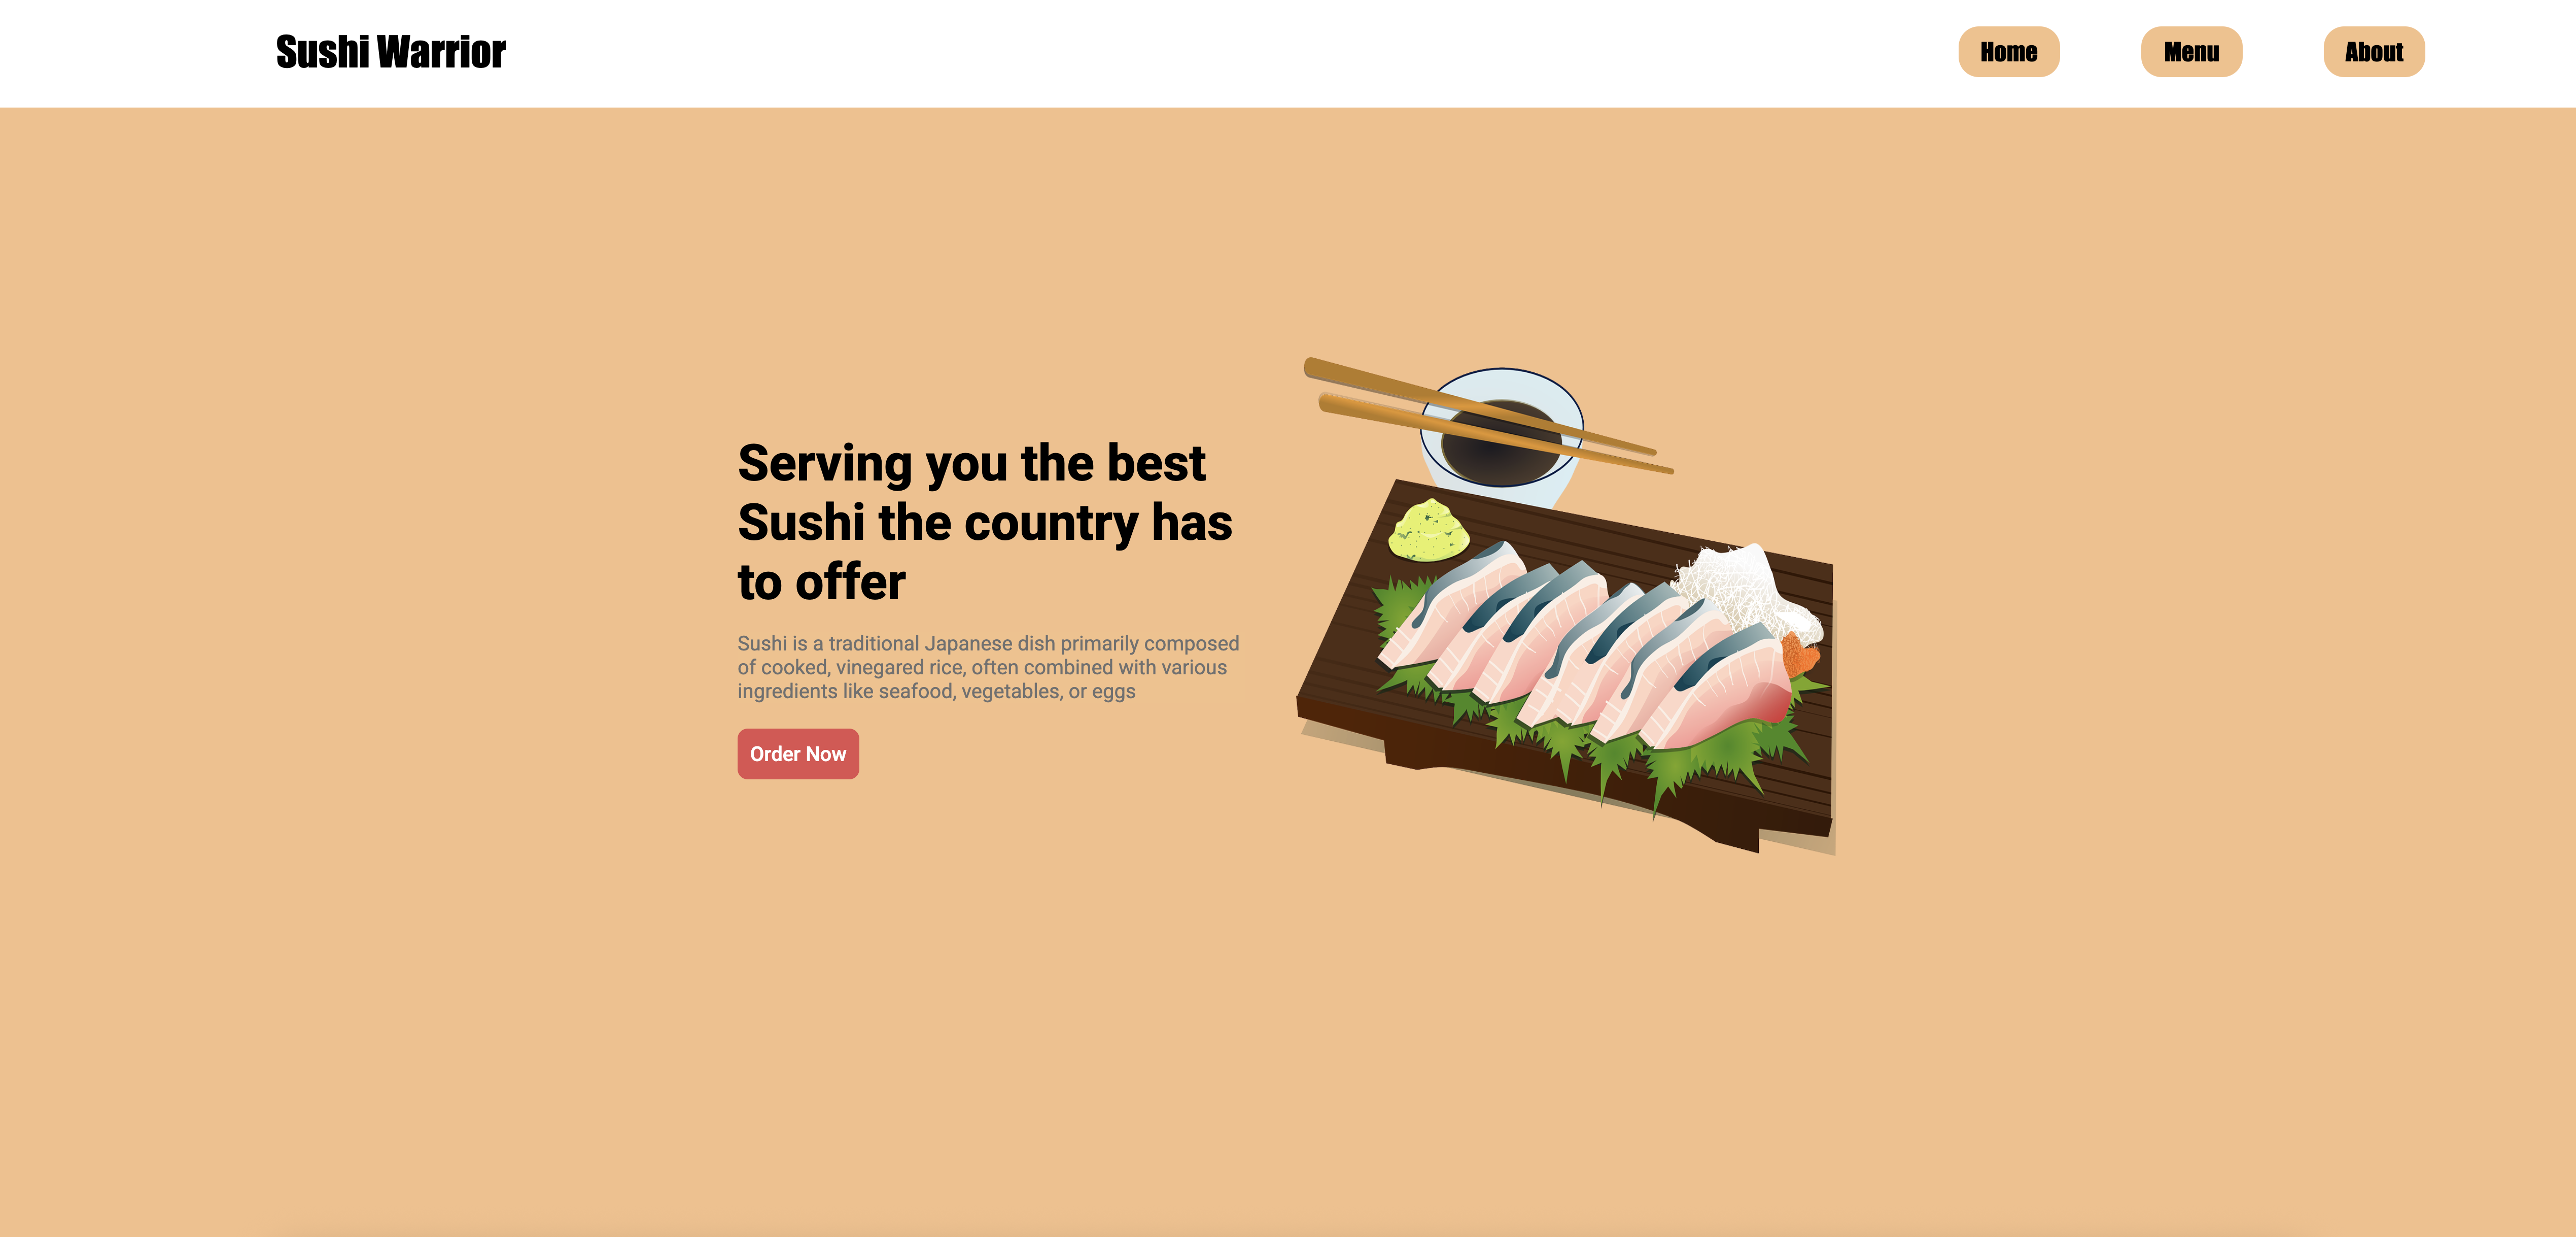 Sushi Warrior
Home
Menu
About
Serving you the best
Sushi the country has
to offer
Sushi is a traditional Japanese dish primarily composed
of cooked, vinegared rice, often combined with various
ingredients like seafood, vegetables, or eggs
Order Now